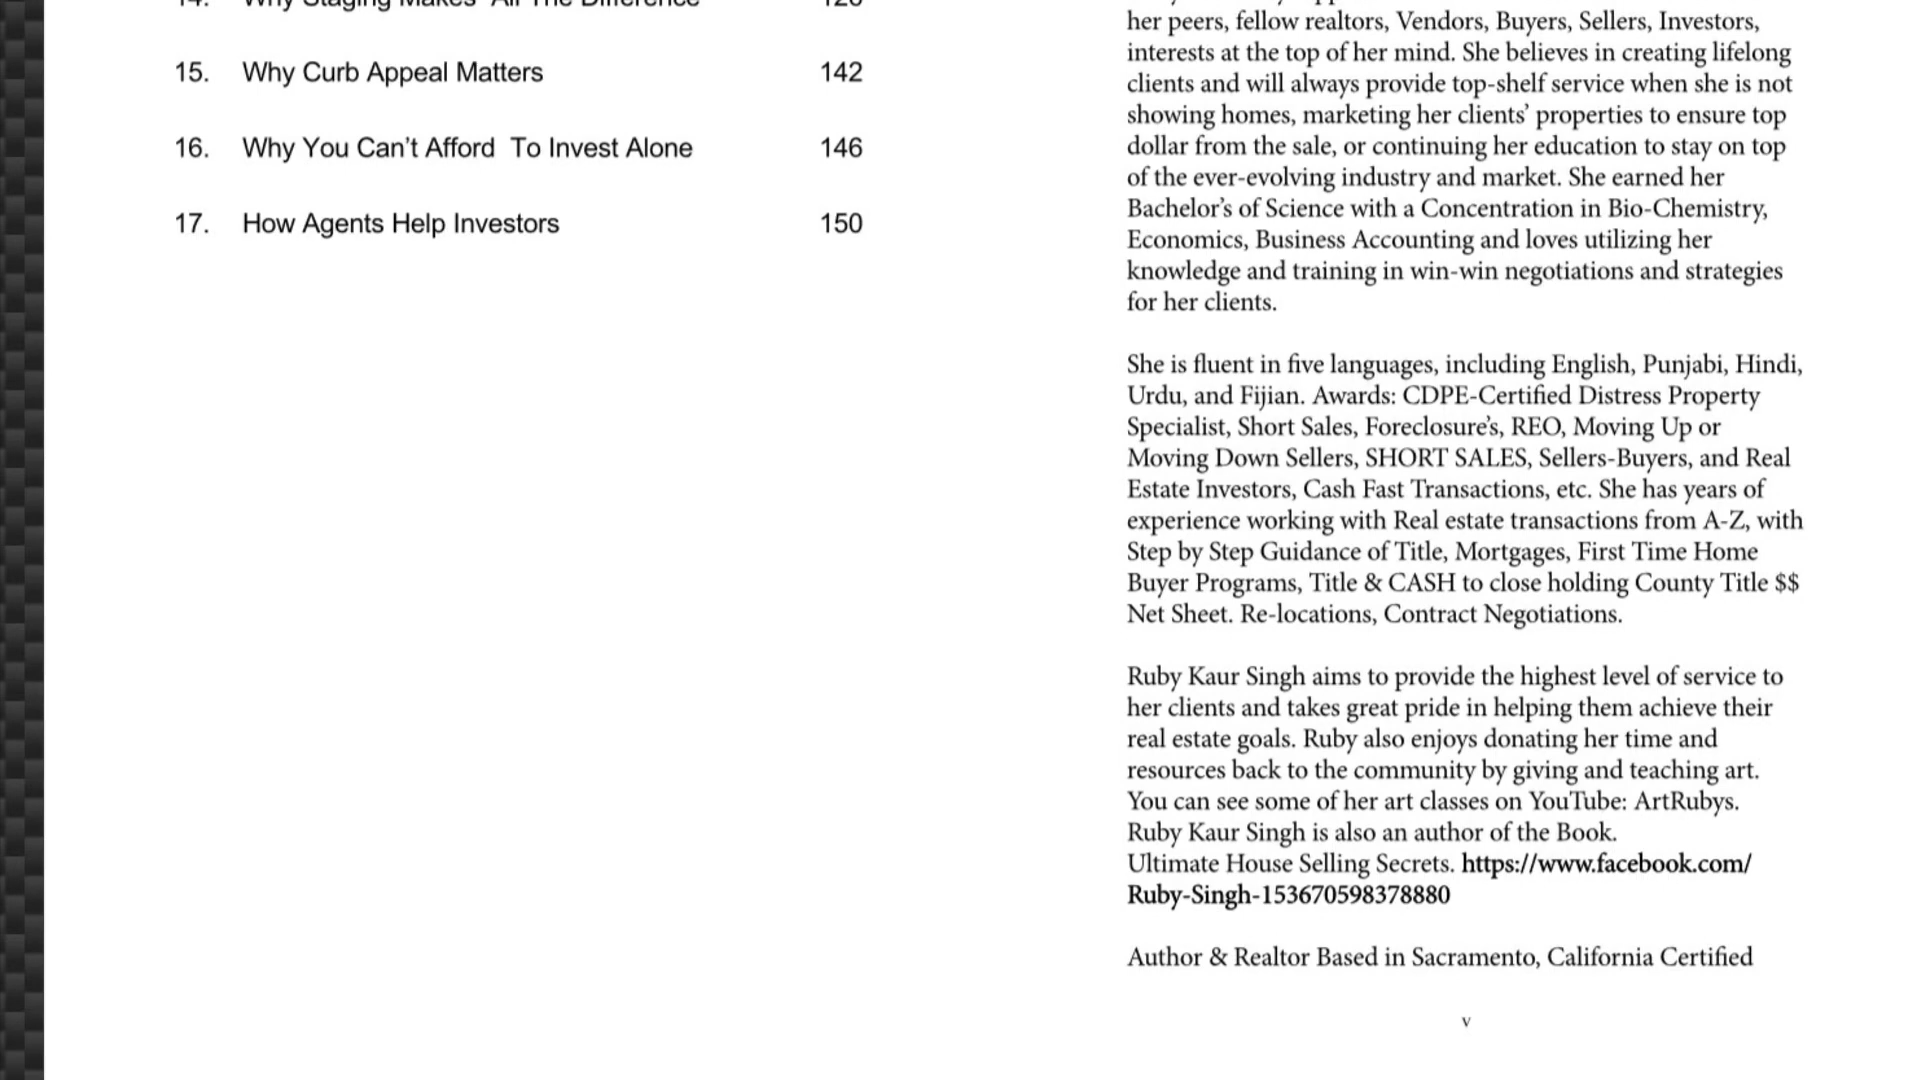 14. Why Staging Makes All The Difference
15. Why Curb Appeal Matters 142
16. Why You Can't Afford To Invest Alone 146
17. How Agents Help Investors 150
her peers, fellow realtors, Vendors, Buyers, Sellers, Investors,
interests at the top of her mind. She believes in creating lifelong
clients and will always provide top-shelf service when she is not
showing homes, marketing her clients' properties to ensure top
dollar from the sale, or continuing her education to stay on top
of the ever-evolving industry and market. She earned her
Bachelor's of Science with a Concentration in Bio-Chemistry,
Economics, Business Accounting and loves utilizing her
knowledge and training in win-win negotiations and strategies
for her clients.
She is fluent in five languages, including English, Punjabi, Hindi,
Urdu, and Fijian. Awards: CDPE-Certified Distress Property
Specialist, Short Sales, Foreclosure's, REO, Moving Up or
Moving Down Sellers, SHORT SALES, Sellers-Buyers, and Real
Estate Investors, Cash Fast Transactions, etc. She has years of
experience working with Real estate transactions from A-Z, with
Step by Step Guidance of Title, Mortgages, First Time Home
Buyer Programs, Title & CASH to close holding County Title $$
Net Sheet. Re-locations, Contract Negotiations.
Ruby Kaur Singh aims to provide the highest level of service to
her clients and takes great pride in helping them achieve their
real estate goals. Ruby also enjoys donating her time and
resources back to the community by giving and teaching art.
You can see some of her art classes on YouTube: ArtRubys.
Ruby Kaur Singh is also an author of the Book.
Ultimate House Selling Secrets. https://www.facebook.com/
Ruby-Singh-153670598378880
Author & Realtor Based in Sacramento, California Certified
v